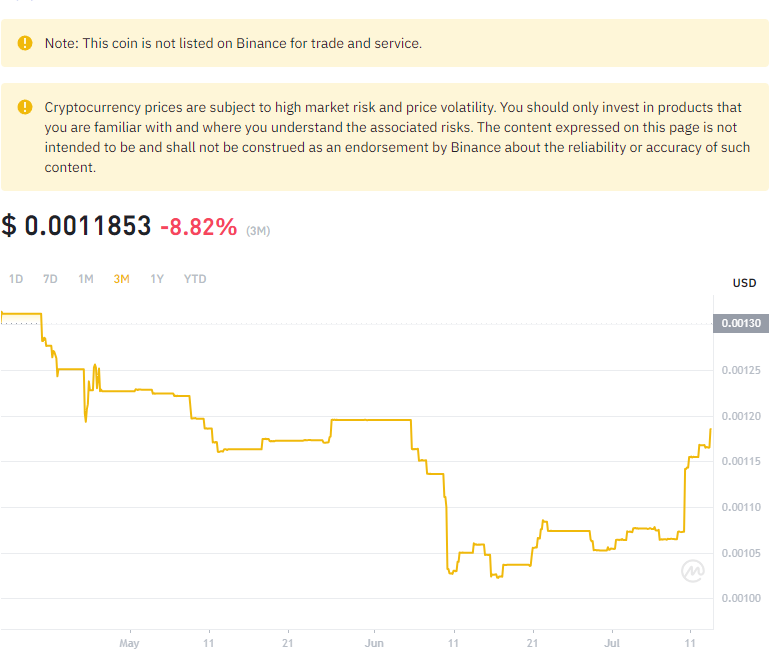 Note: This coin is not listed on Binance for trade and service.
Cryptocurrency prices are subject to high market risk and price volatility. You should only invest in products that
you are familiar with and where you understand the associated risks. The content expressed on this page is not
intended to be and shall not be construed as an endorsement by Binance about the reliability or accuracy of such
content.
$ 0.0011853 -8.82% (3M)
1D 7D 1M 3M 1Y YTD
USD
0.00130
0.00125
0.00120
0.00115
0.00110
0.00105
0.00100
May 11 21 Jun 11 21 Jul 11